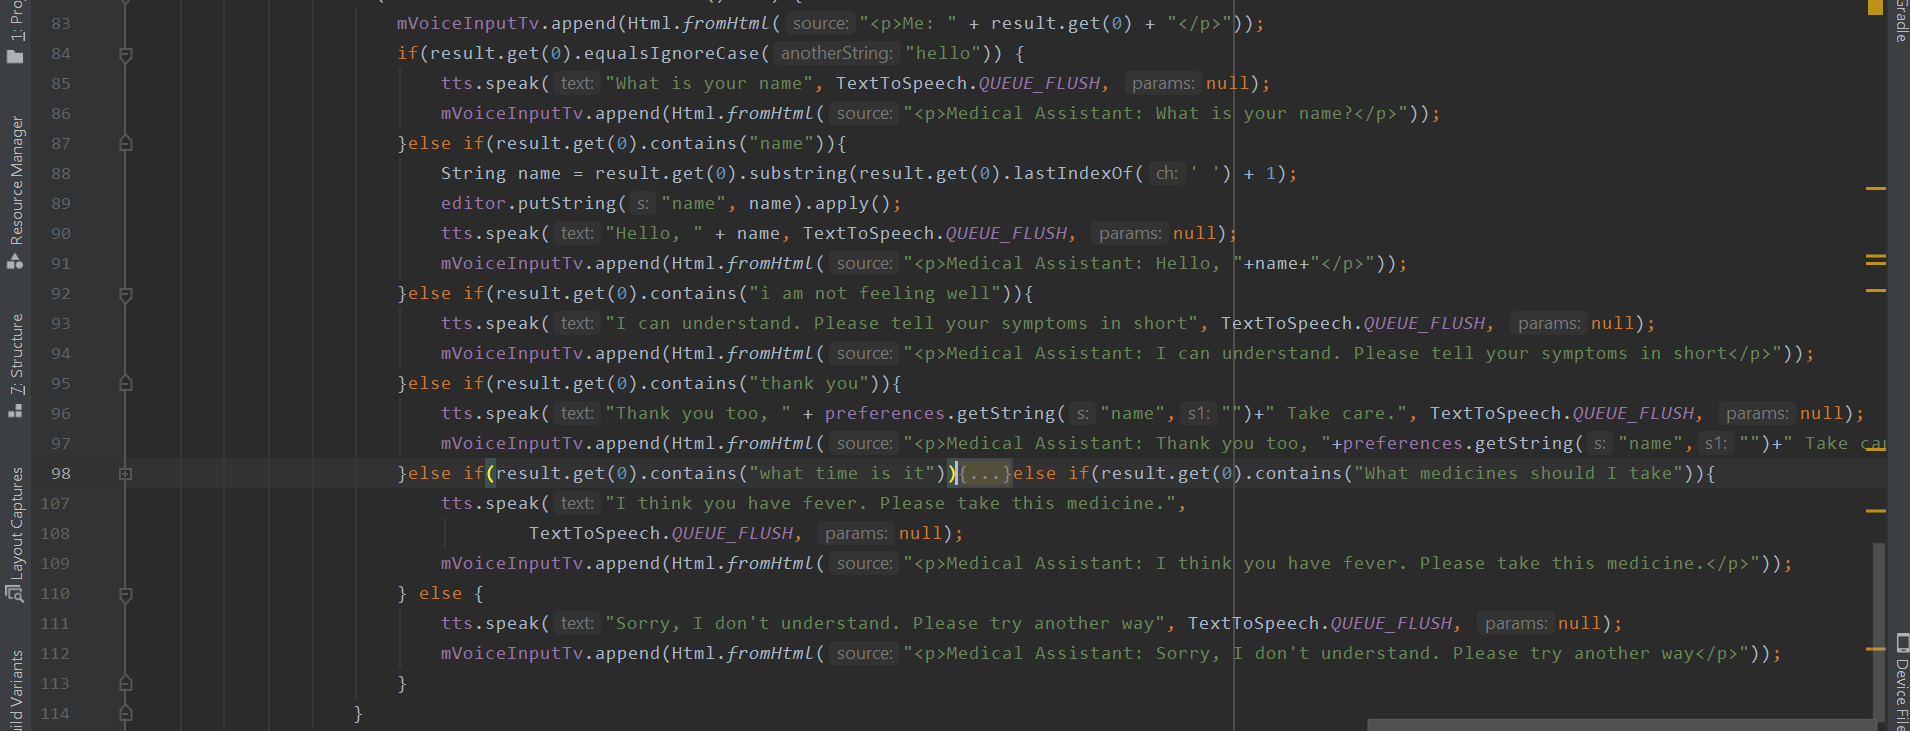 83 mVoiceInputTv.append(Html.fromHtml( source: "<p>Me: " + result.get(0) + "</p>"));
84 if(result.get(0).equalsIgnoreCase( anotherString: "hello")) {
85 tts.speak( text: "What is your name", TextToSpeech.QUEUE_FLUSH, params: null);
86 mVoiceInputTv.append(Html.fromHtml( source: "<p>Medical Assistant: What is your name?</p>"));
87 }else if(result.get(0).contains("name")){
88 String name = result.get(0).substring(result.get(0).lastIndexOf( ch: ' ') + 1);
89 editor.putString( s: "name", name).apply();
90 tts.speak( text: "Hello, " + name, TextToSpeech.QUEUE_FLUSH, params: null);
91 mVoiceInputTv.append(Html.fromHtml( source: "<p>Medical Assistant: Hello, "+name+"</p>"));
92 }else if(result.get(0).contains("i am not feeling well")){
93 tts.speak( text: "I can understand. Please tell your symptoms in short", TextToSpeech.QUEUE_FLUSH, params: null);
94 mVoiceInputTv.append(Html.fromHtml( source: "<p>Medical Assistant: I can understand. Please tell your symptoms in short</p>"));
95 }else if(result.get(0).contains("thank you")){
96 tts.speak( text: "Thank you too, " + preferences.getString( s: "name", s1: "")+" Take care.", TextToSpeech.QUEUE_FLUSH, params: null);
97 mVoiceInputTv.append(Html.fromHtml( source: "<p>Medical Assistant: Thank you too, "+preferences.getString( s: "name", s1: "")+" Take
98 }else if(result.get(0).contains("what time is it")){...}else if(result.get(0).contains("What medicines should I take")){
107 tts.speak( text: "I think you have fever. Please take this medicine.",
108 TextToSpeech.QUEUE_FLUSH, params: null);
109 mVoiceInputTv.append(Html.fromHtml( source: "<p>Medical Assistant: I think you have fever. Please take this medicine.</p>"));
110 } else {
111 tts.speak( text: "Sorry, I don't understand. Please try another way", TextToSpeech.QUEUE_FLUSH, params: null);
112 mVoiceInputTv.append(Html.fromHtml( source: "<p>Medical Assistant: Sorry, I don't understand. Please try another way</p>"));
113 }
114 }
Resource Manager
7: Structure
Layout Captures
Variants
Gradle
Device